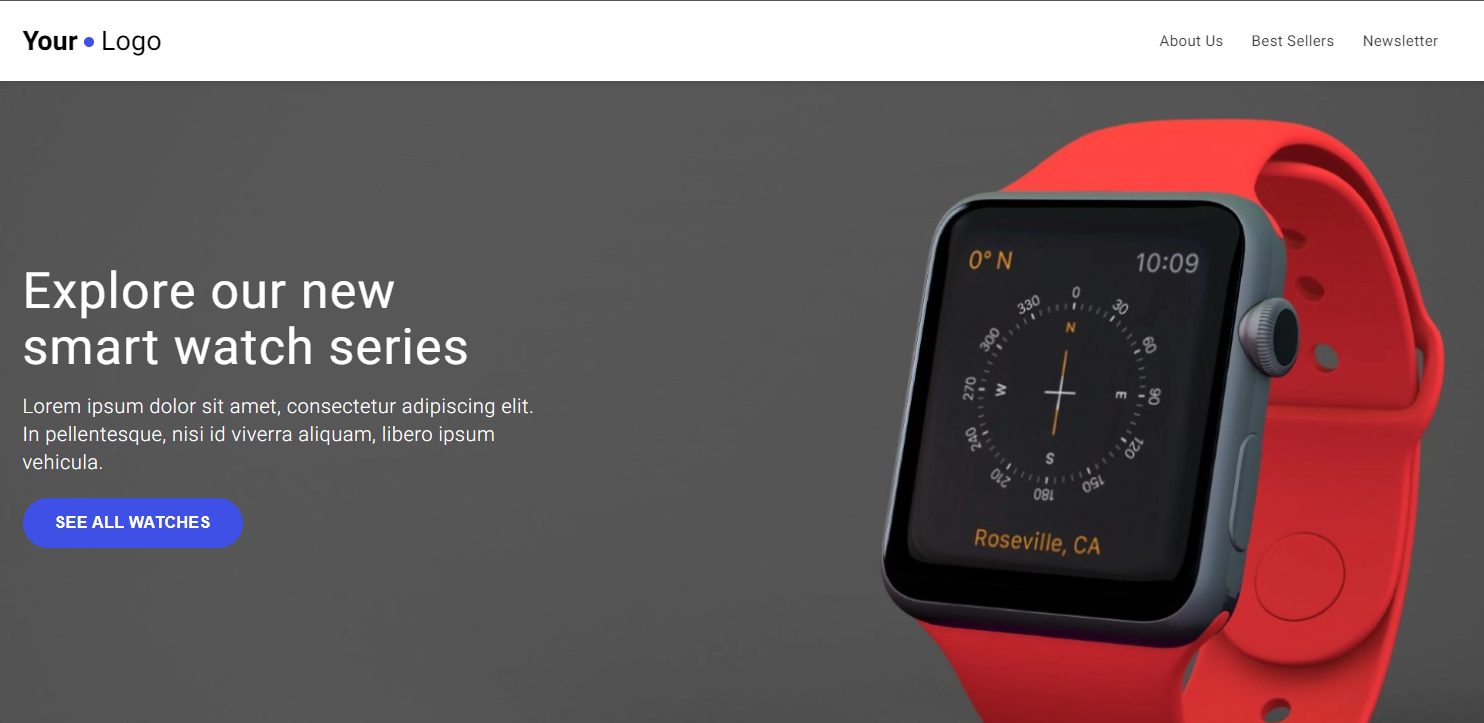 Your Logo
About Us Best Sellers Newsletter
Explore our new
smart watch series
Lorem ipsum dolor sit amet, consectetur adipiscing elit.
In pellentesque, nisi id viverra aliquam, libero ipsum
vehicula.
SEE ALL WATCHES
0° N 10:09
0
30
60
90
120
150
180
210
240
270
300
330
N
E
S
W
Roseville, CA